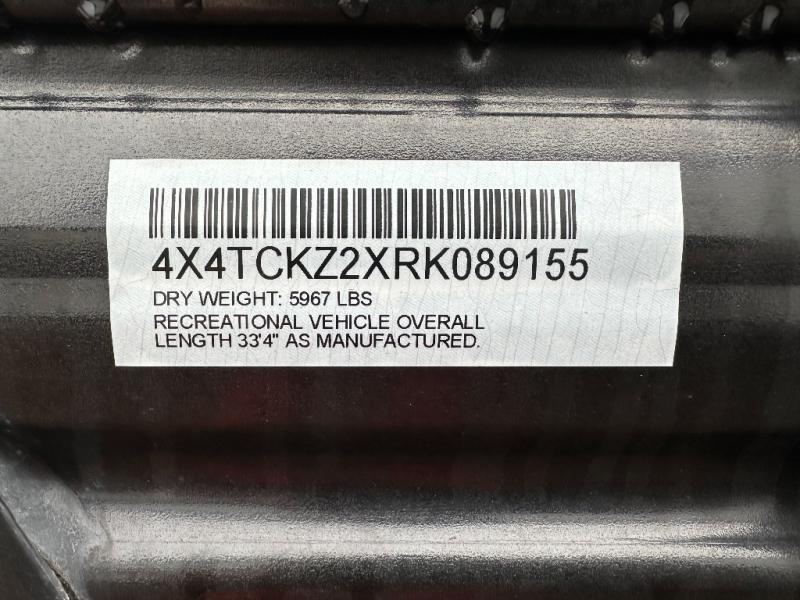 4X4TCKZ2XRK089155
DRY WEIGHT: 5967 LBS
RECREATIONAL VEHICLE OVERALL
LENGTH 33'4" AS MANUFACTURED.